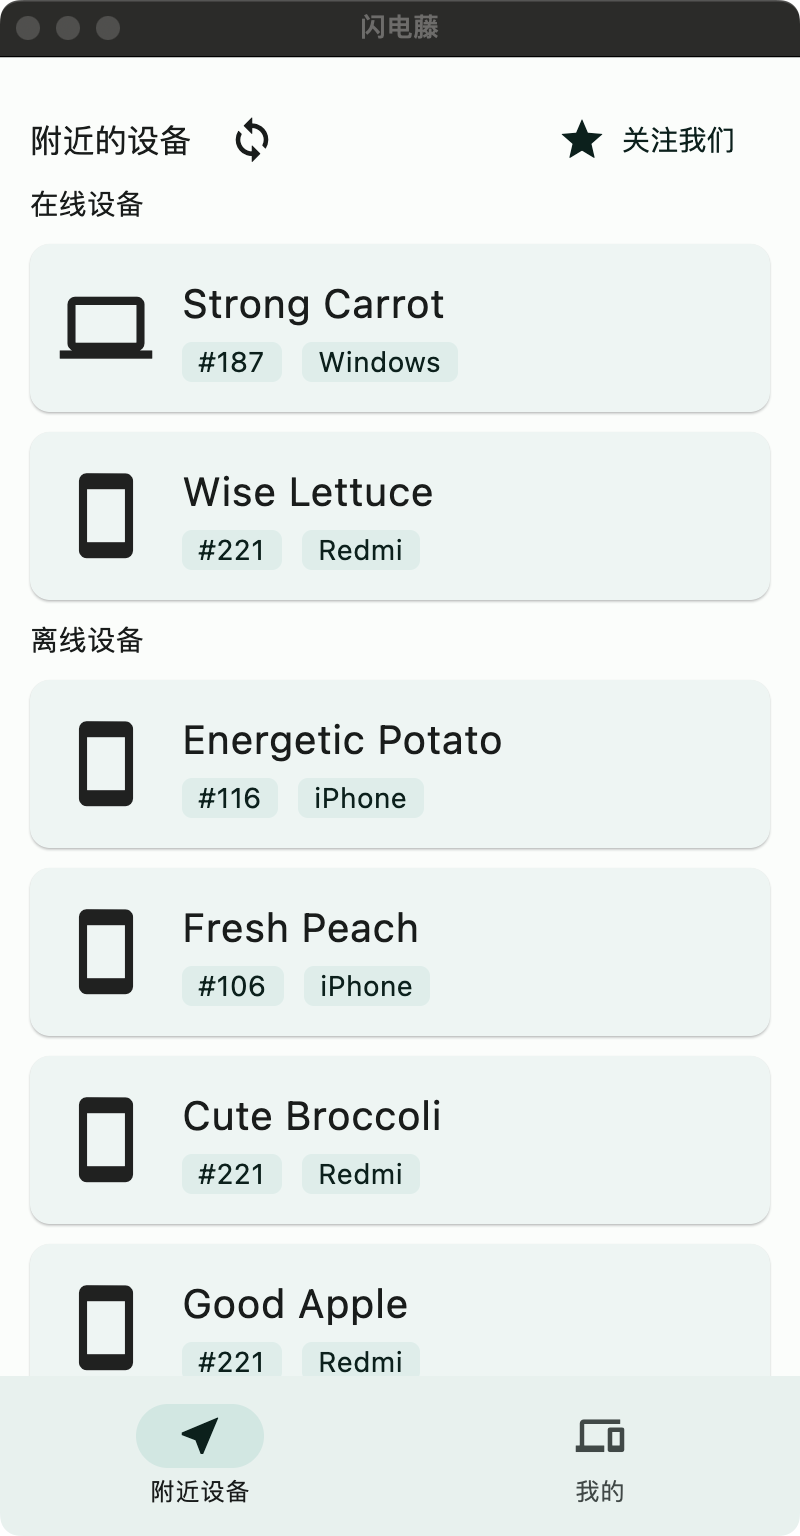 闪电藤
附近的设备 关注我们
在线设备
Strong Carrot
#187 Windows
Wise Lettuce
#221 Redmi
离线设备
Energetic Potato
#116 iPhone
Fresh Peach
#106 iPhone
Cute Broccoli
#221 Redmi
Good Apple
#221 Redmi
附近设备 我的